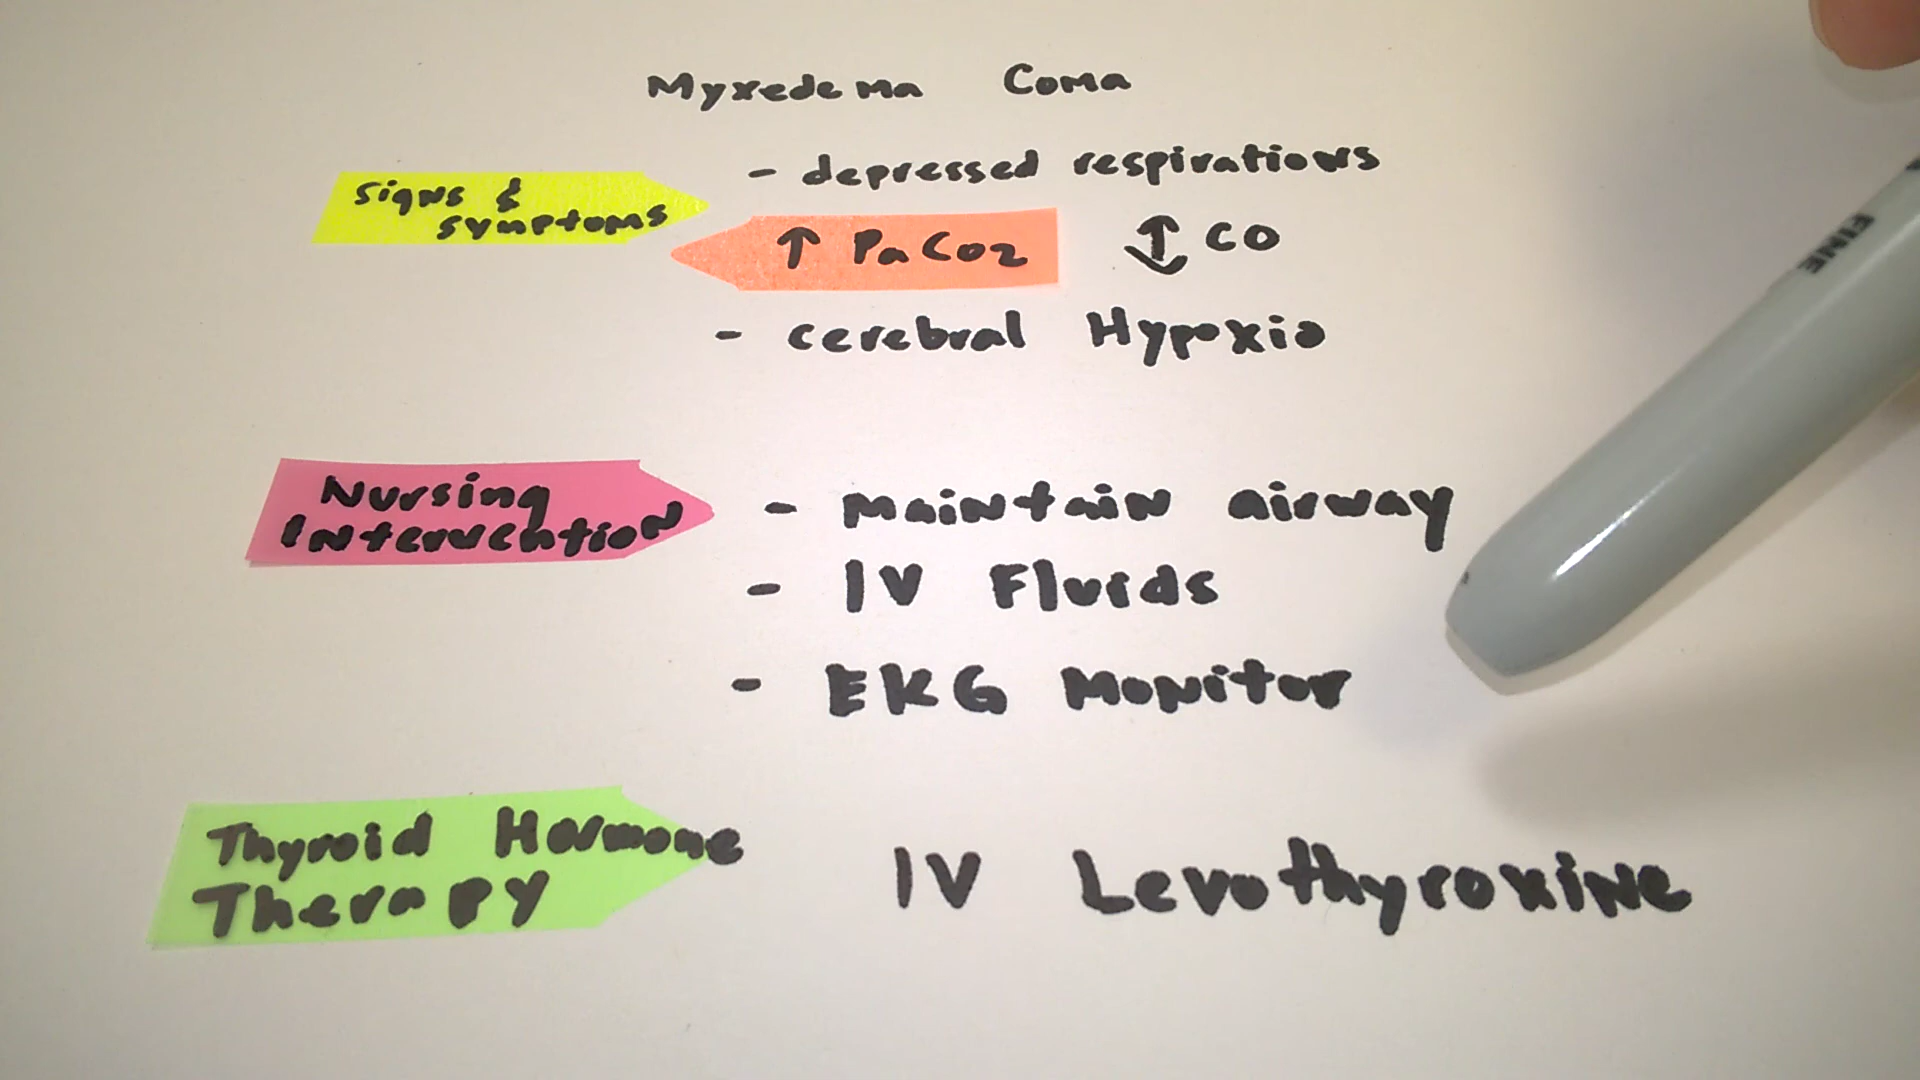 Myxedema Coma
- depressed respirations
Signs &
symptoms
↑ PaCO2 ↕ CO
- cerebral Hypoxia
Nursing
Intervention
- maintain airway
- IV Fluids
- EKG monitor
Thyroid Hormone
Therapy
IV Levothyroxine
FINE